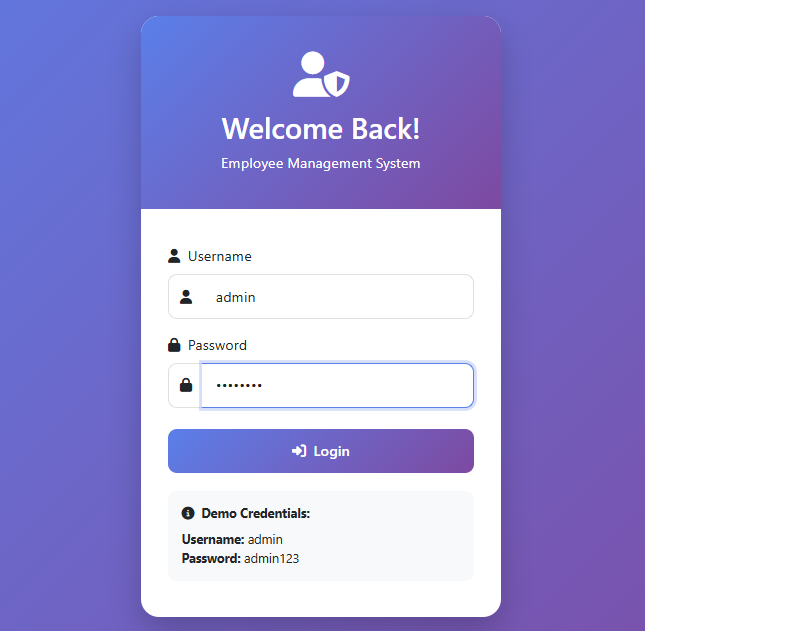 Welcome Back!
Employee Management System
Username
admin
Password
••••••••
Login
Demo Credentials:
Username: admin
Password: admin123